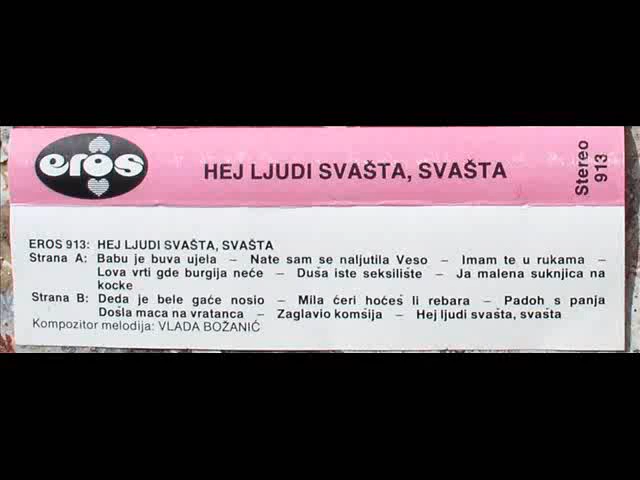 eros
HEJ LJUDI SVAŠTA, SVAŠTA
Stereo
913
EROS 913: HEJ LJUDI SVAŠTA, SVAŠTA
Strana A: Babu je buva ujela – Nate sam se naljutila Veso – Imam te u rukama –
Lova vrti gde burgija neće – Duša iste seksilište – Ja malena suknjica na
kocke
Strana B: Deda je bele gaće nosio – Mila ćeri hoćeš li rebara – Padoh s panja
Došla maca na vratanca – Zaglavio komšija – Hej ljudi svašta, svašta
Kompozitor melodija: VLADA BOŽANIĆ